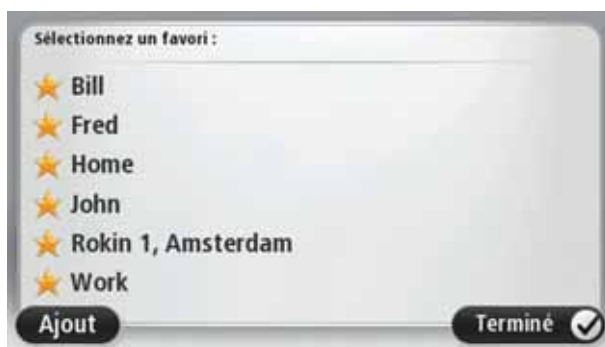 Sélectionnez un favori :
Bill
Fred
Home
John
Rokin 1, Amsterdam
Work
Ajout
Terminé